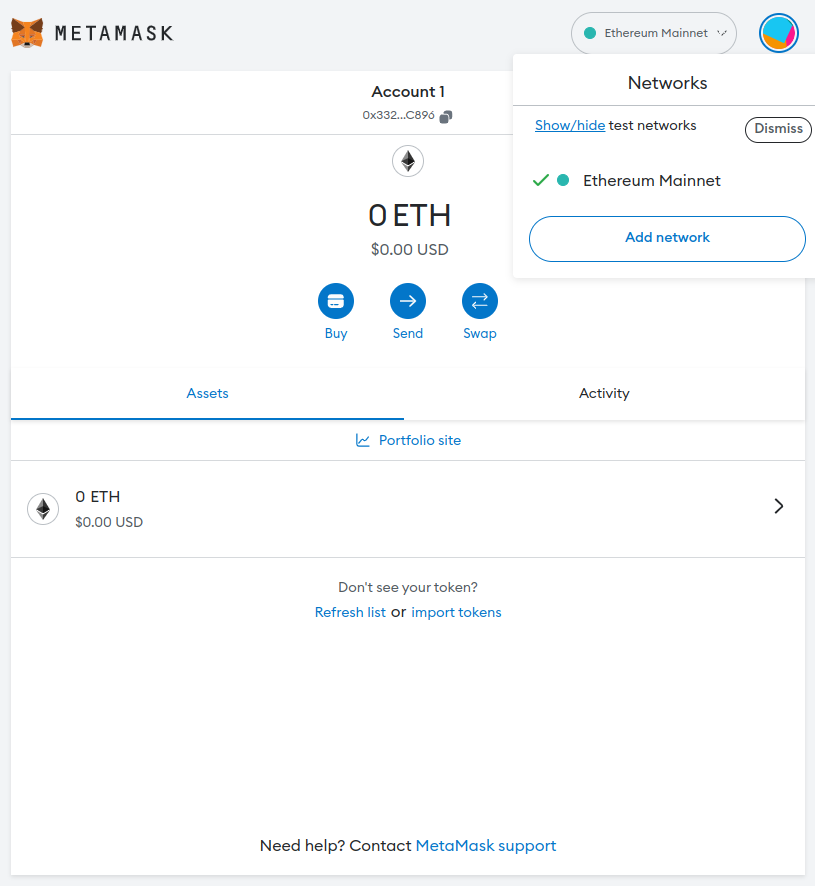 METAMASK
Ethereum Mainnet
Networks
Show/hide test networks
Dismiss
Ethereum Mainnet
Add network
Account 1
0x332...C896
0 ETH
$0.00 USD
Buy
Send
Swap
Assets
Activity
Portfolio site
0 ETH
$0.00 USD
Don't see your token?
Refresh list or import tokens
Need help? Contact MetaMask support